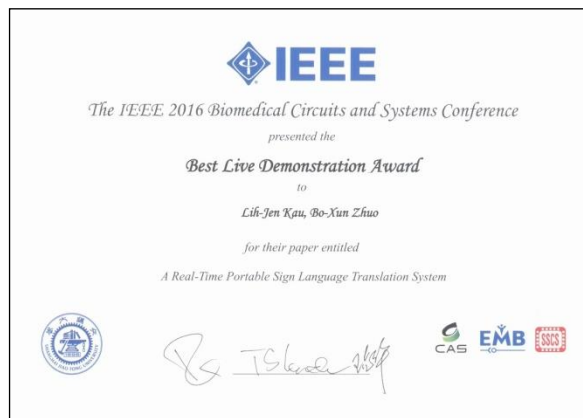 IEEE
The IEEE 2016 Biomedical Circuits and Systems Conference
presented the
Best Live Demonstration Award
to
Lih-Jen Kau, Bo-Xun Zhuo
for their paper entitled
A Real-Time Portable Sign Language Translation System
CAS EMB SSCS